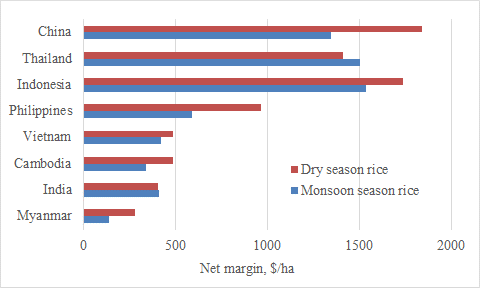 China
Thailand
Indonesia
Philippines
Vietnam
Cambodia
India
Myanmar
Dry season rice
Monsoon season rice
0 500 1000 1500 2000
Net margin, $/ha